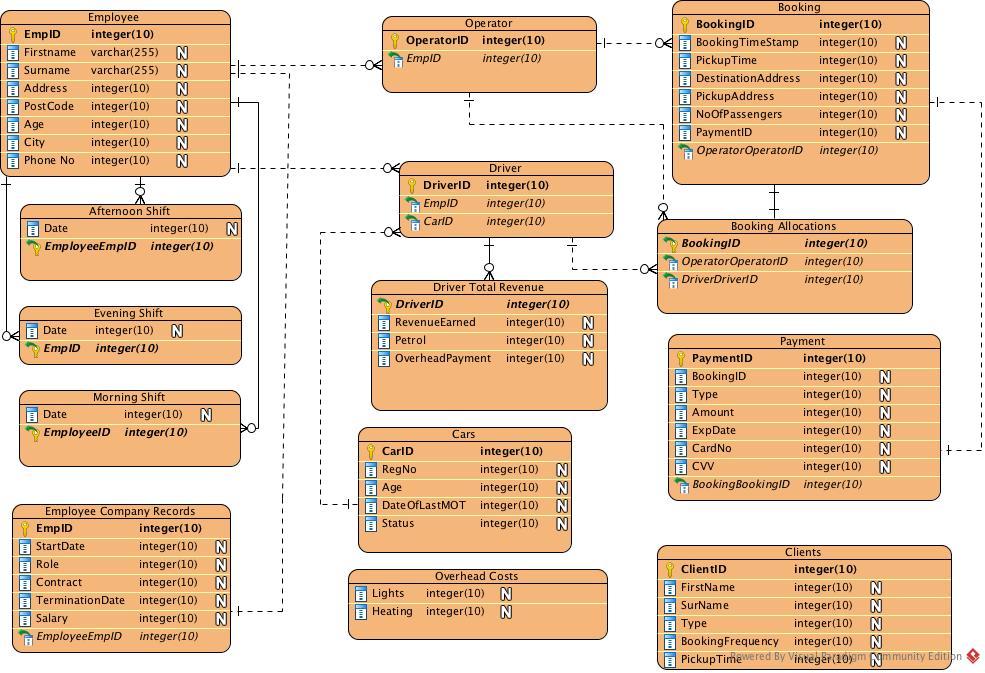 Employee
EmpID integer(10)
Firstname varchar(255) N
Surname varchar(255) N
Address integer(10) N
PostCode integer(10) N
Age integer(10) N
City integer(10) N
Phone No integer(10) N
Operator
OperatorID integer(10)
EmpID integer(10)
Booking
BookingID integer(10)
BookingTimeStamp integer(10) N
PickupTime integer(10) N
DestinationAddress integer(10) N
PickupAddress integer(10) N
NoOfPassengers integer(10) N
PaymentID integer(10) N
OperatorOperatorID integer(10)
Afternoon Shift
Date integer(10) N
EmployeeEmpID integer(10)
Driver
DriverID integer(10)
EmpID integer(10)
CarID integer(10)
Booking Allocations
BookingID integer(10)
OperatorOperatorID integer(10)
DriverDriverID integer(10)
Evening Shift
Date integer(10) N
EmpID integer(10)
Driver Total Revenue
DriverID integer(10)
RevenueEarned integer(10) N
Petrol integer(10) N
OverheadPayment integer(10) N
Payment
PaymentID integer(10)
BookingID integer(10) N
Type integer(10) N
Amount integer(10) N
ExpDate integer(10) N
CardNo integer(10) N
CVV integer(10) N
BookingBookingID integer(10)
Morning Shift
Date integer(10) N
EmployeeID integer(10)
Cars
CarID integer(10)
RegNo integer(10) N
Age integer(10) N
DateOfLastMOT integer(10) N
Status integer(10) N
Employee Company Records
EmpID integer(10)
StartDate integer(10) N
Role integer(10) N
Contract integer(10) N
TerminationDate integer(10) N
Salary integer(10) N
EmployeeEmpID integer(10)
Overhead Costs
Lights integer(10) N
Heating integer(10) N
Clients
ClientID integer(10)
FirstName integer(10) N
SurName integer(10) N
Type integer(10) N
BookingFrequency integer(10) N
PickupTime integer(10) N
Powered By Visual Paradigm Community Edition